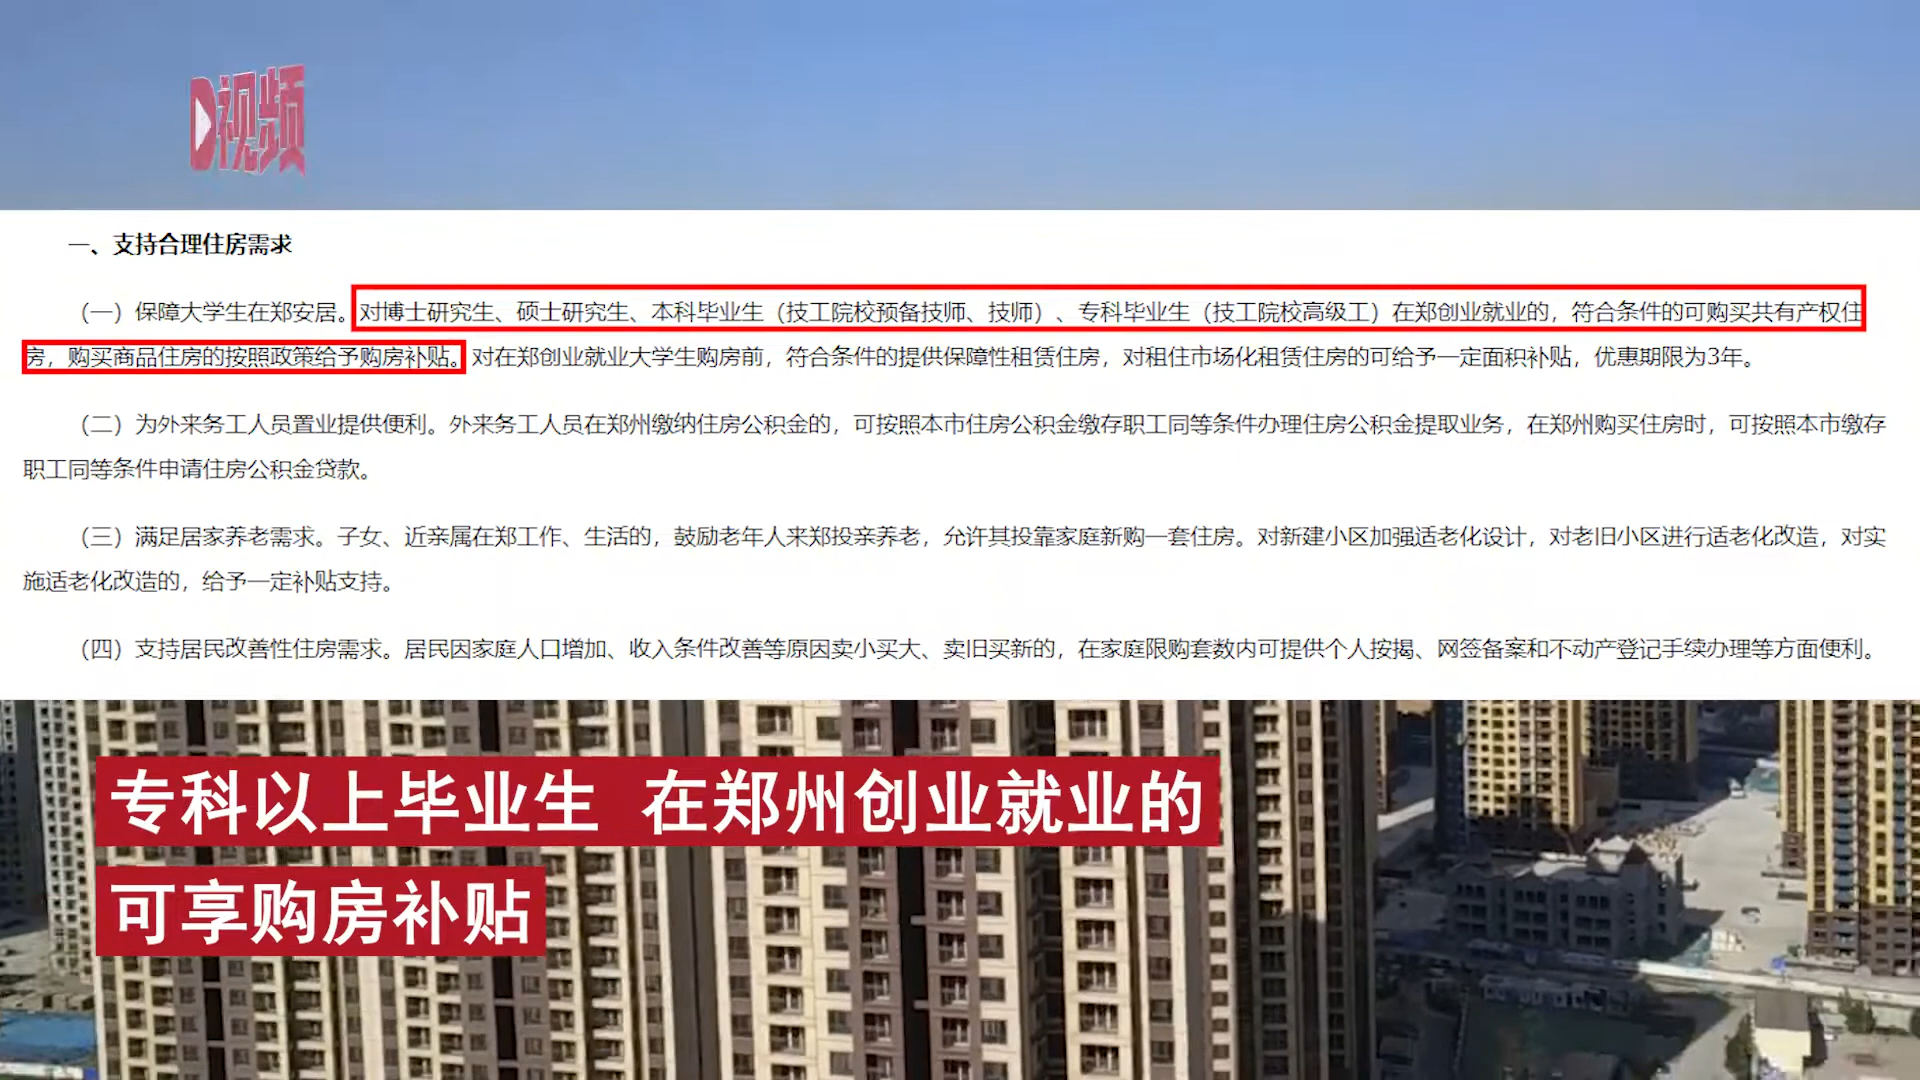 D视频
一、支持合理住房需求
（一）保障大学生在郑安居。对博士研究生、硕士研究生、本科毕业生（技工院校预备技师、技师）、专科毕业生（技工院校高级工）在郑创业就业的，符合条件的可购买共有产权住
房，购买商品住房的按照政策给予购房补贴。对在郑创业就业大学生购房前，符合条件的提供保障性租赁住房，对租住市场化租赁住房的可给予一定面积补贴，优惠期限为3年。
（二）为外来务工人员置业提供便利。外来务工人员在郑州缴纳住房公积金的，可按照本市住房公积金缴存职工同等条件办理住房公积金提取业务，在郑州购买住房时，可按照本市缴存
职工同等条件申请住房公积金贷款。
（三）满足居家养老需求。子女、近亲属在郑工作、生活的，鼓励老年人来郑投亲养老，允许其投靠家庭新购一套住房。对新建小区加强适老化设计，对老旧小区进行适老化改造，对实
施适老化改造的，给予一定补贴支持。
（四）支持居民改善性住房需求。居民因家庭人口增加、收入条件改善等原因卖小买大、卖旧买新的，在家庭限购套数内可提供个人按揭、网签备案和不动产登记手续办理等方面便利。
专科以上毕业生 在郑州创业就业的
可享购房补贴